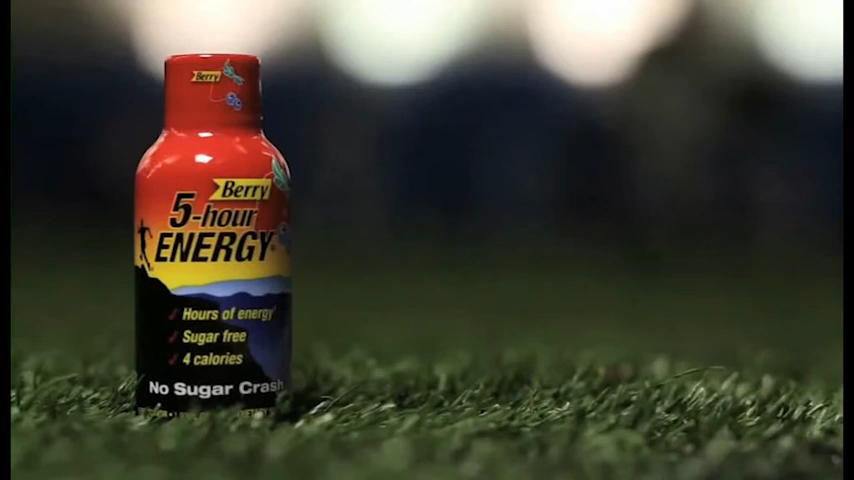 Berry
Berry
5-hour
ENERGY®
Hours of energy
Sugar free
4 calories
No Sugar Crash